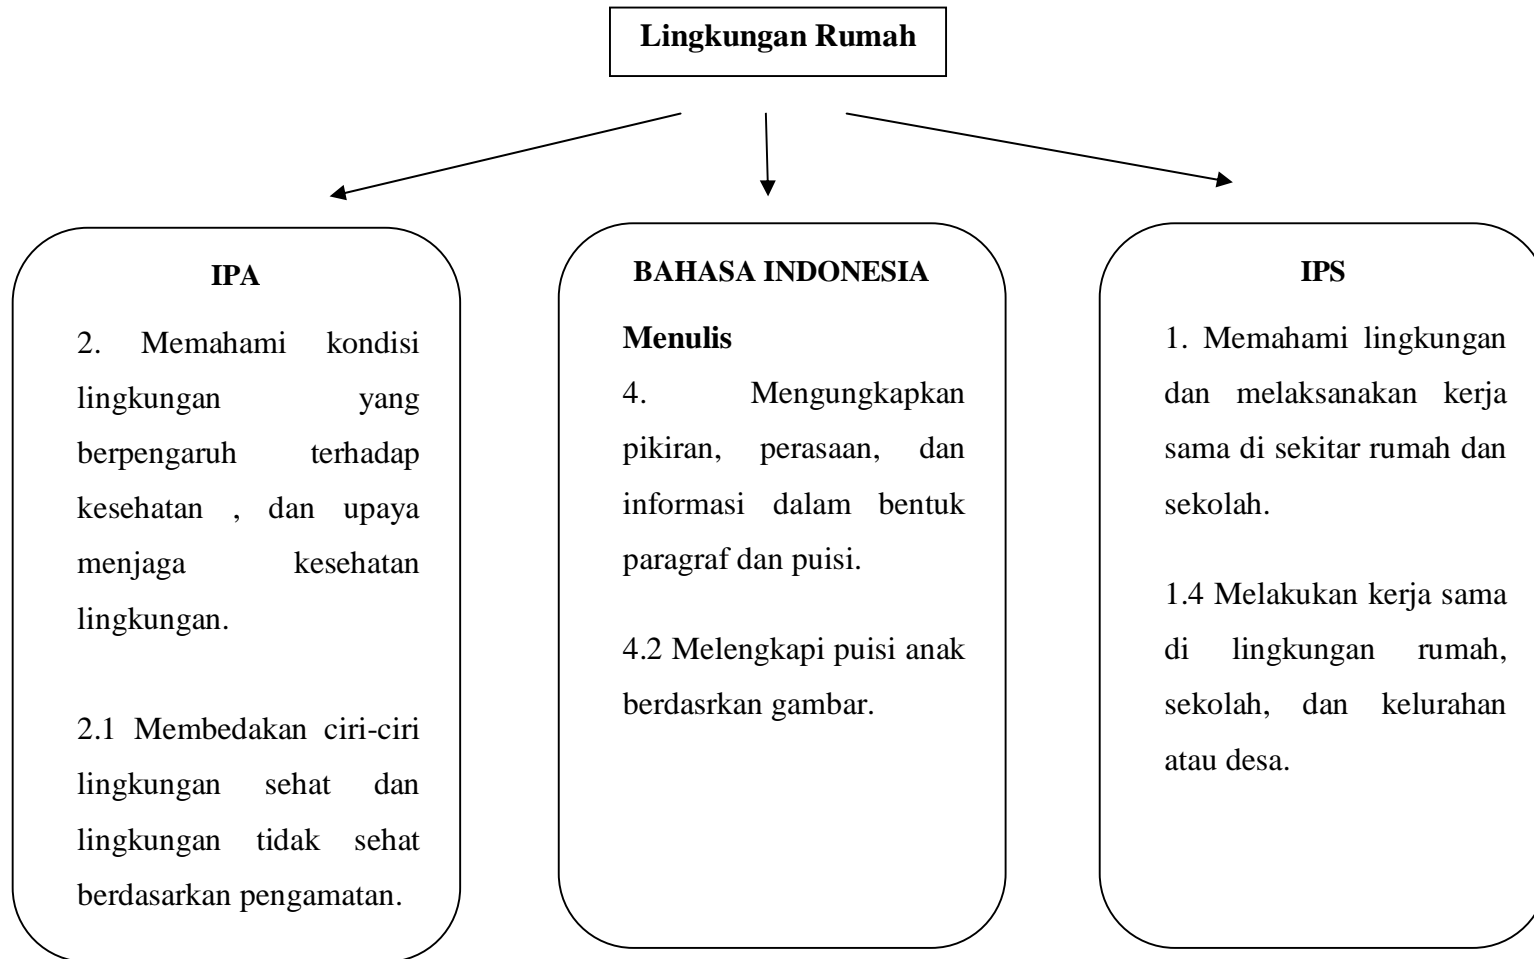 Lingkungan Rumah
IPA
2. Memahami kondisi
lingkungan yang
berpengaruh terhadap
kesehatan , dan upaya
menjaga kesehatan
lingkungan.
2.1 Membedakan ciri-ciri
lingkungan sehat dan
lingkungan tidak sehat
berdasarkan pengamatan.
BAHASA INDONESIA
Menulis
4. Mengungkapkan
pikiran, perasaan, dan
informasi dalam bentuk
paragraf dan puisi.
4.2 Melengkapi puisi anak
berdasrkan gambar.
IPS
1. Memahami lingkungan
dan melaksanakan kerja
sama di sekitar rumah dan
sekolah.
1.4 Melakukan kerja sama
di lingkungan rumah,
sekolah, dan kelurahan
atau desa.